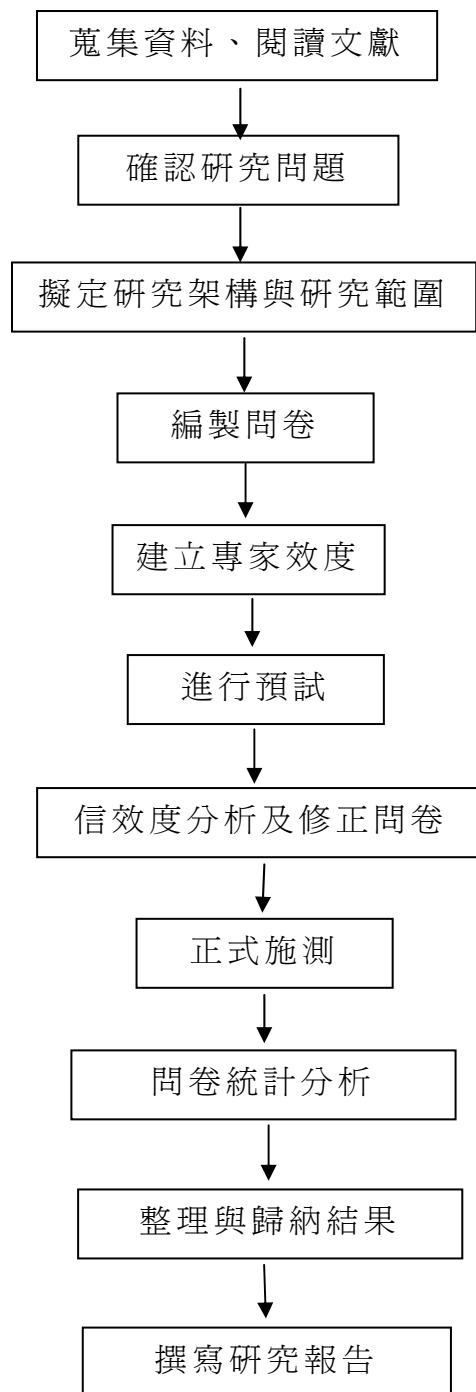 蒐集資料、閱讀文獻
確認研究問題
擬定研究架構與研究範圍
編製問卷
建立專家效度
進行預試
信效度分析及修正問卷
正式施測
問卷統計分析
整理與歸納結果
撰寫研究報告